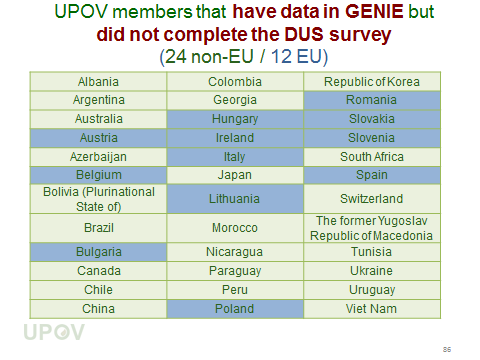 UPOV members that have data in GENIE but
did not complete the DUS survey
(24 non-EU / 12 EU)
Albania Colombia Republic of Korea
Argentina Georgia Romania
Australia Hungary Slovakia
Austria Ireland Slovenia
Azerbaijan Italy South Africa
Belgium Japan Spain
Bolivia (Plurinational
State of) Lithuania Switzerland
Brazil Morocco The former Yugoslav
Republic of Macedonia
Bulgaria Nicaragua Tunisia
Canada Paraguay Ukraine
Chile Peru Uruguay
China Poland Viet Nam
UPOV